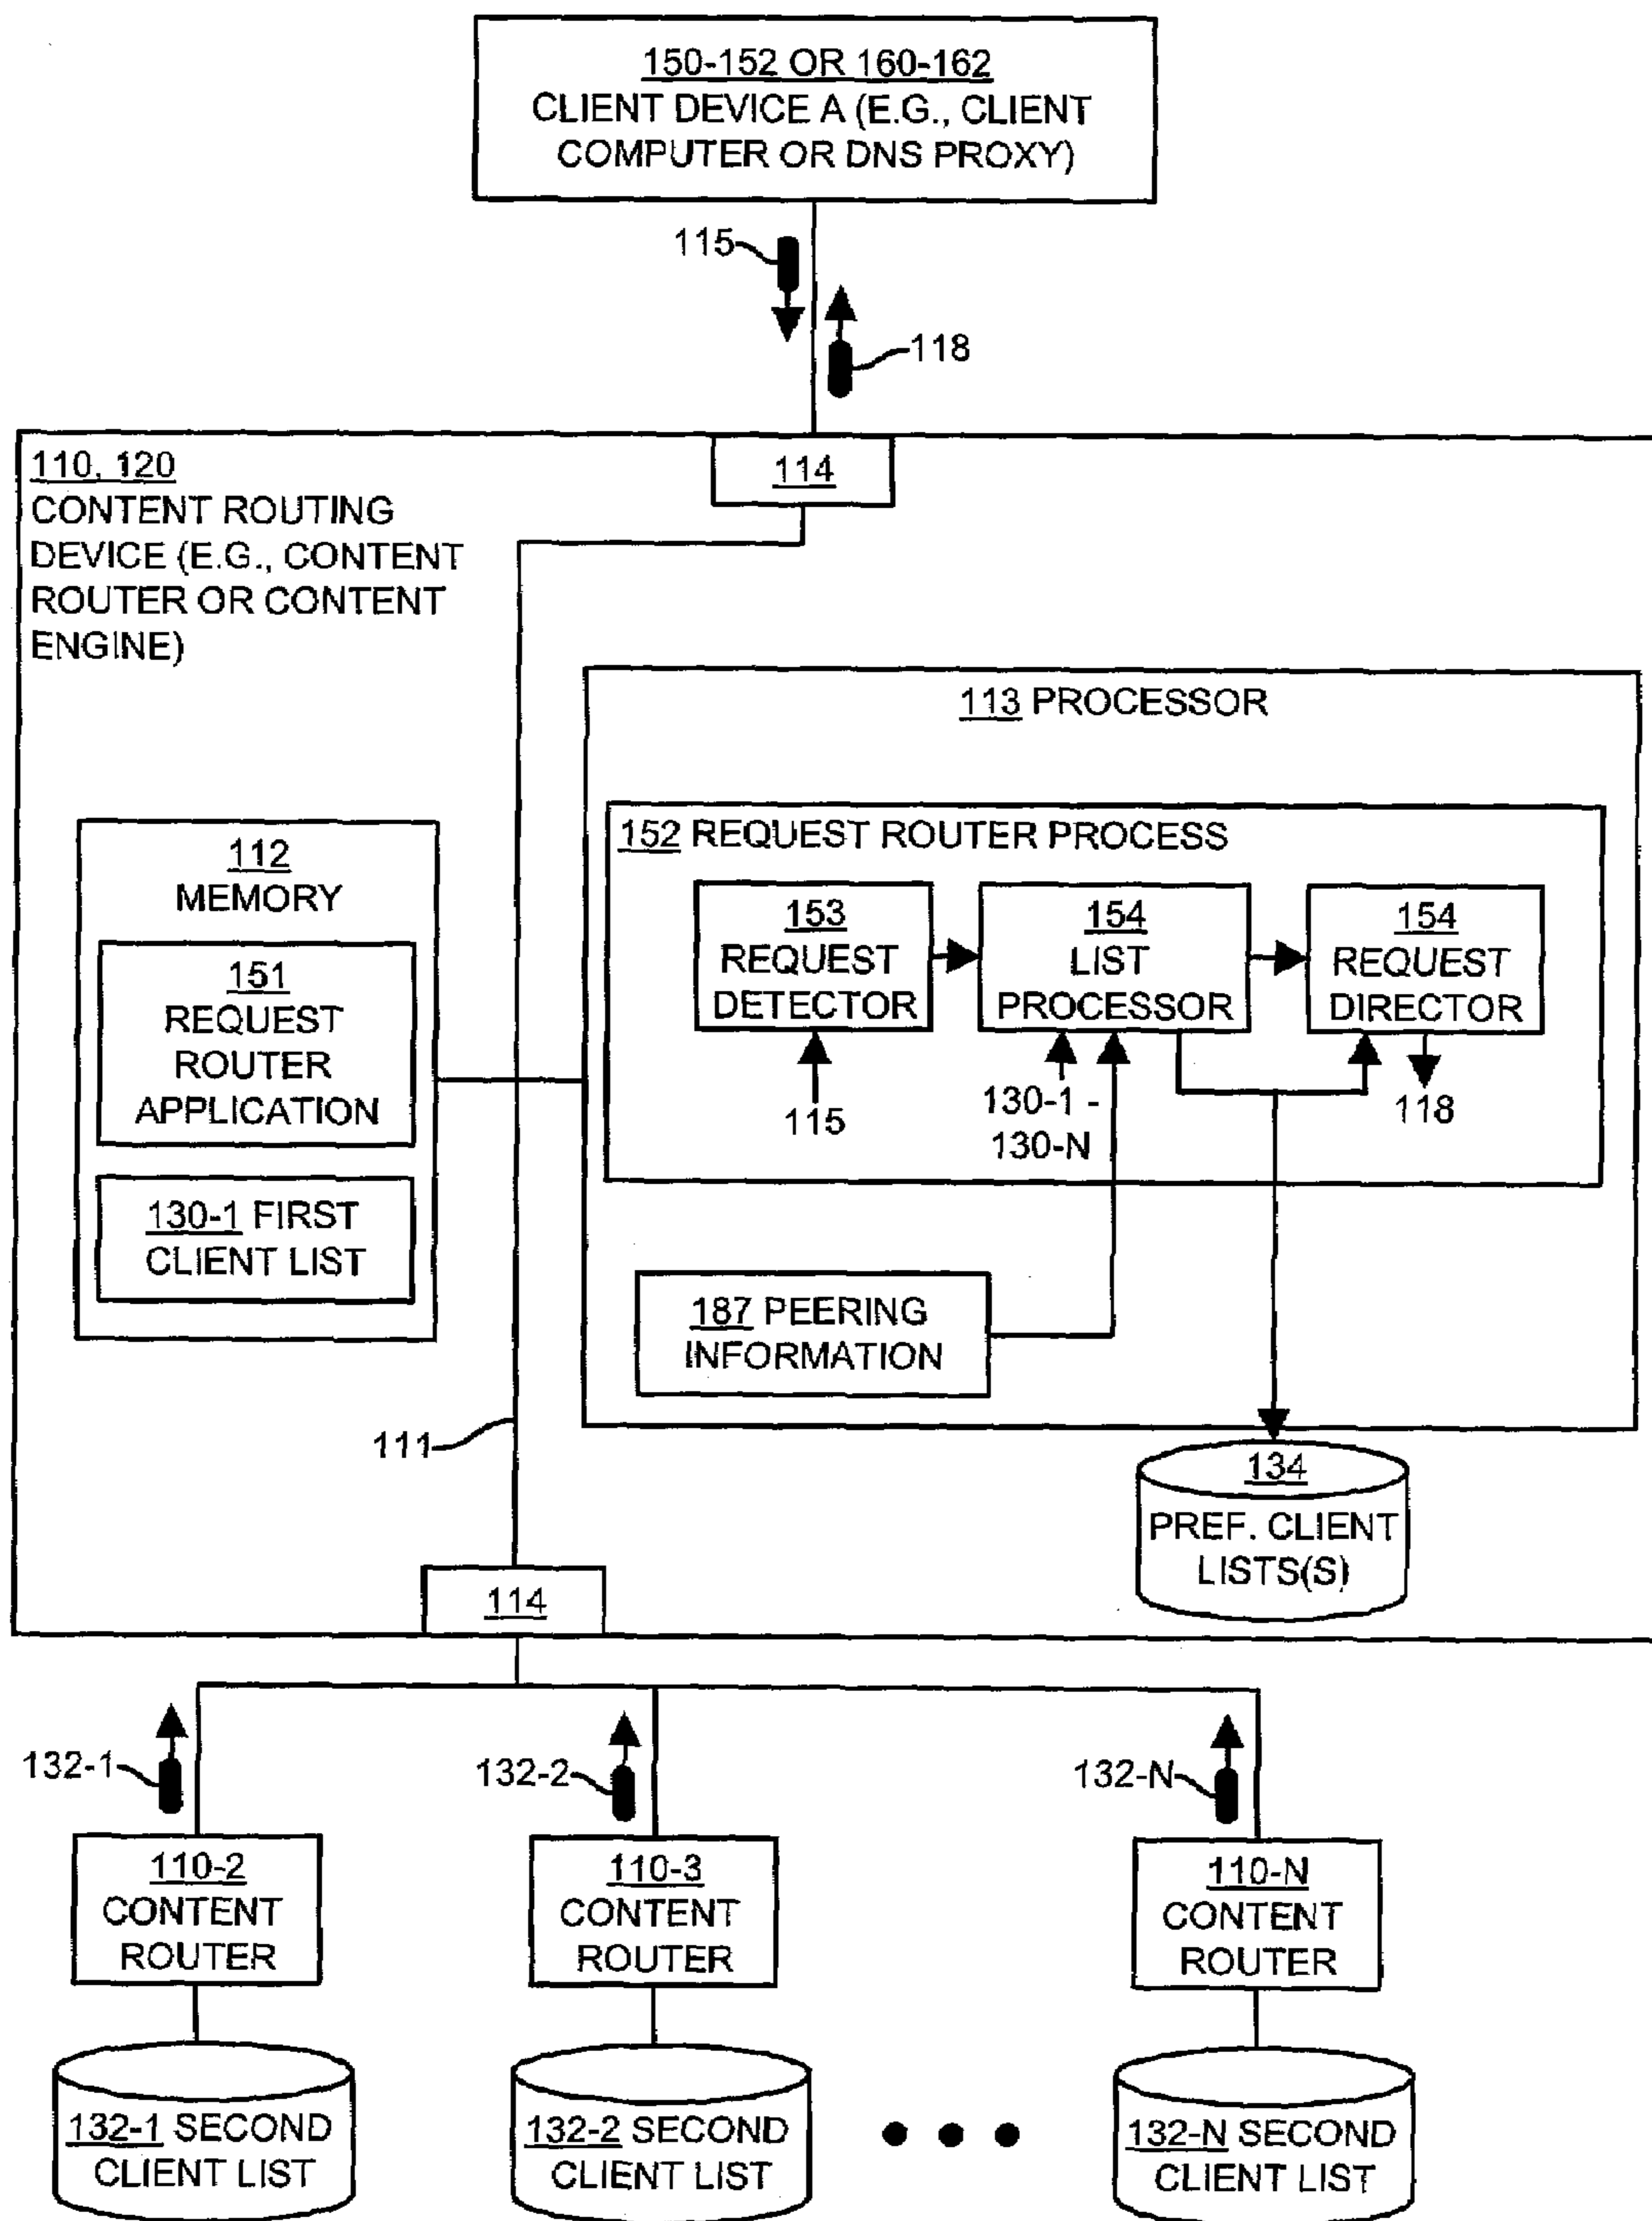 150-152 OR 160-162
CLIENT DEVICE A (E.G., CLIENT
COMPUTER OR DNS PROXY)
115
118
110, 120
CONTENT ROUTING
DEVICE (E.G., CONTENT
ROUTER OR CONTENT
ENGINE)
114
113 PROCESSOR
152 REQUEST ROUTER PROCESS
153
REQUEST
DETECTOR
154
LIST
PROCESSOR
154
REQUEST
DIRECTOR
115
130-1 -
130-N
118
112
MEMORY
151
REQUEST
ROUTER
APPLICATION
130-1 FIRST
CLIENT LIST
187 PEERING
INFORMATION
111
134
PREF. CLIENT
LISTS(S)
114
132-1
132-2
132-N
110-2
CONTENT
ROUTER
110-3
CONTENT
ROUTER
110-N
CONTENT
ROUTER
132-1 SECOND
CLIENT LIST
132-2 SECOND
CLIENT LIST
132-N SECOND
CLIENT LIST